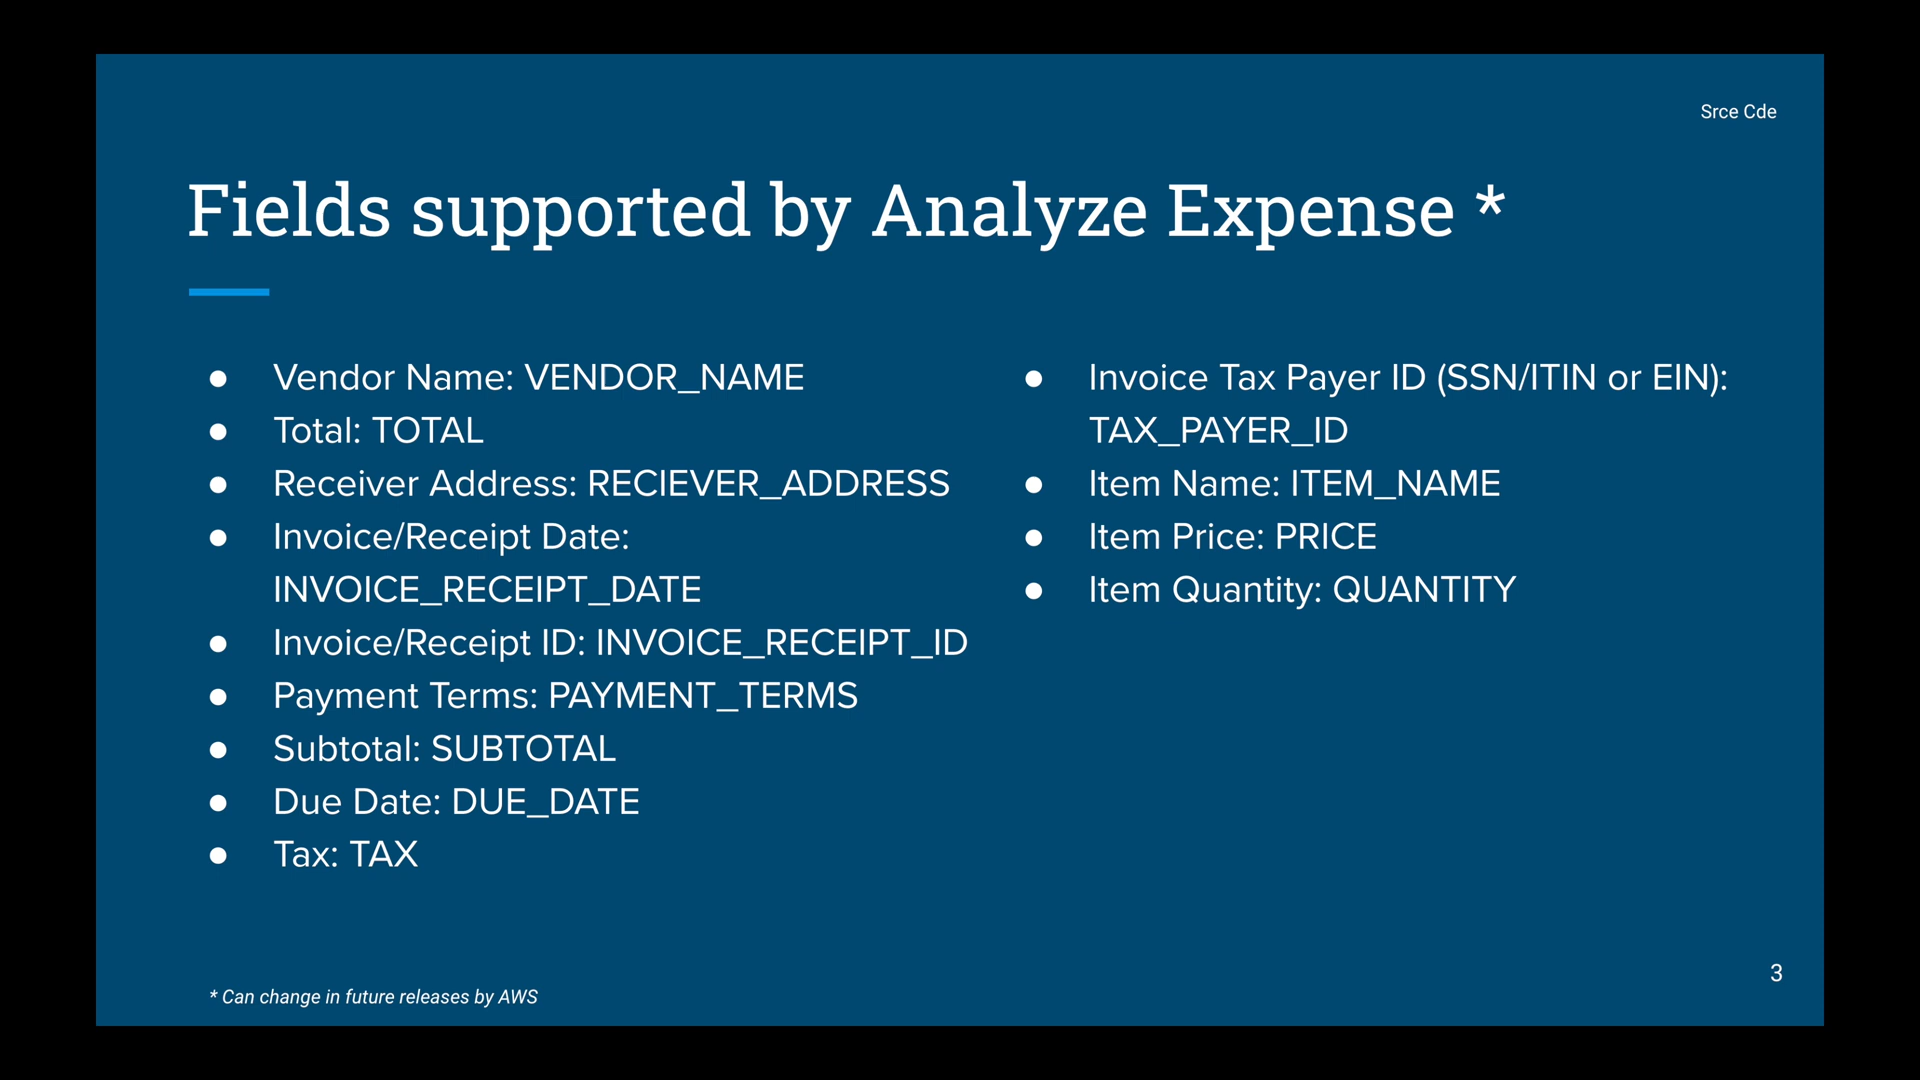 Srce Cde
Fields supported by Analyze Expense *
● Vendor Name: VENDOR_NAME
● Total: TOTAL
● Receiver Address: RECIEVER_ADDRESS
● Invoice/Receipt Date:
INVOICE_RECEIPT_DATE
● Invoice/Receipt ID: INVOICE_RECEIPT_ID
● Payment Terms: PAYMENT_TERMS
● Subtotal: SUBTOTAL
● Due Date: DUE_DATE
● Tax: TAX
● Invoice Tax Payer ID (SSN/ITIN or EIN):
TAX_PAYER_ID
● Item Name: ITEM_NAME
● Item Price: PRICE
● Item Quantity: QUANTITY
* Can change in future releases by AWS
3